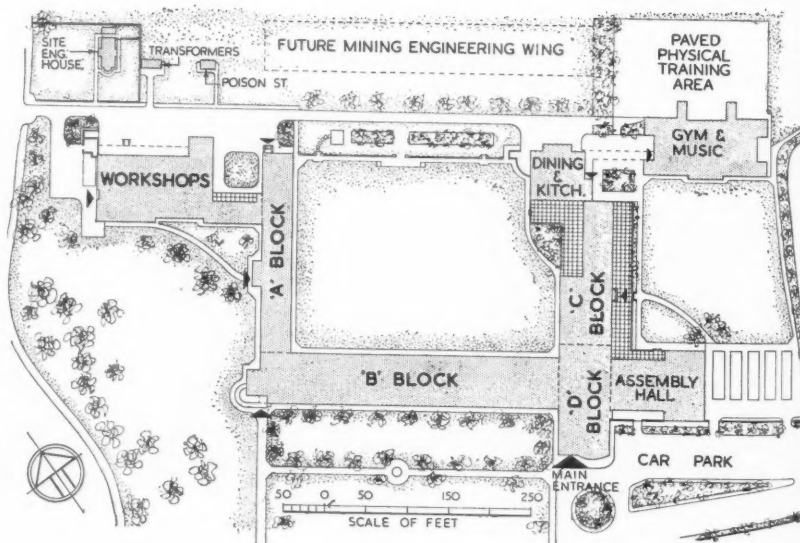 SITE
ENG.
HOUSE.
TRANSFORMERS
POISON ST.
FUTURE MINING ENGINEERING WING
PAVED
PHYSICAL
TRAINING
AREA
GYM &
MUSIC
WORKSHOPS
DINING
&
KITCH.
'A' BLOCK
'C' BLOCK
'B' BLOCK
'D' BLOCK
ASSEMBLY
HALL
MAIN
ENTRANCE
CAR PARK
50 0 50 150 250
SCALE OF FEET